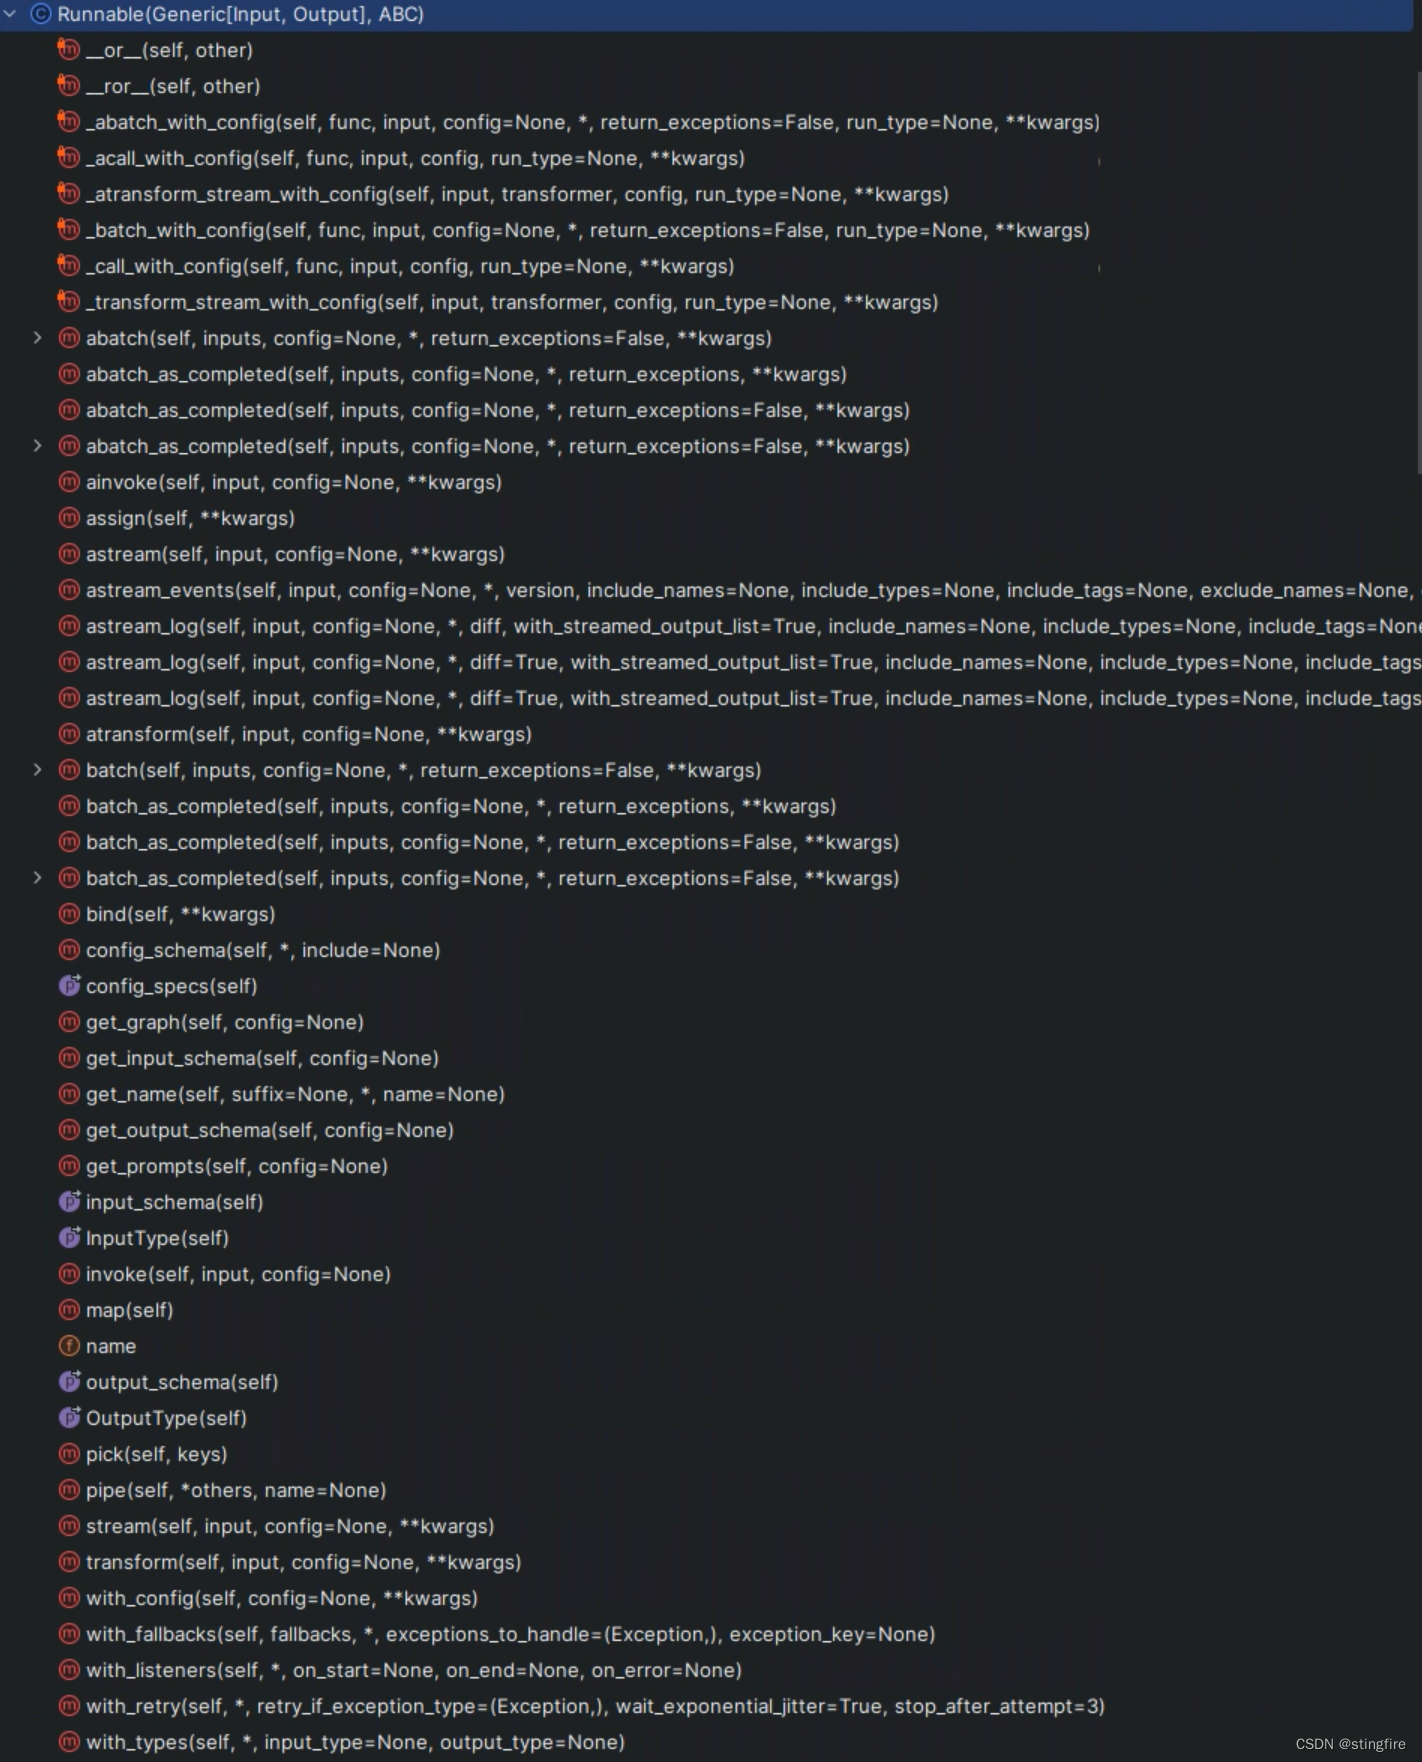 Runnable(Generic[Input, Output], ABC)
__or__(self, other)
__ror__(self, other)
_abatch_with_config(self, func, input, config=None, *, return_exceptions=False, run_type=None, **kwargs)
_acall_with_config(self, func, input, config, run_type=None, **kwargs)
_atransform_stream_with_config(self, input, transformer, config, run_type=None, **kwargs)
_batch_with_config(self, func, input, config=None, *, return_exceptions=False, run_type=None, **kwargs)
_call_with_config(self, func, input, config, run_type=None, **kwargs)
_transform_stream_with_config(self, input, transformer, config, run_type=None, **kwargs)
abatch(self, inputs, config=None, *, return_exceptions=False, **kwargs)
abatch_as_completed(self, inputs, config=None, *, return_exceptions, **kwargs)
abatch_as_completed(self, inputs, config=None, *, return_exceptions=False, **kwargs)
abatch_as_completed(self, inputs, config=None, *, return_exceptions=False, **kwargs)
ainvoke(self, input, config=None, **kwargs)
assign(self, **kwargs)
astream(self, input, config=None, **kwargs)
astream_events(self, input, config=None, *, version, include_names=None, include_types=None, include_tags=None, exclude_names=None,
astream_log(self, input, config=None, *, diff, with_streamed_output_list=True, include_names=None, include_types=None, include_tags=None
astream_log(self, input, config=None, *, diff=True, with_streamed_output_list=True, include_names=None, include_types=None, include_tags
astream_log(self, input, config=None, *, diff=True, with_streamed_output_list=True, include_names=None, include_types=None, include_tags
atransform(self, input, config=None, **kwargs)
batch(self, inputs, config=None, *, return_exceptions=False, **kwargs)
batch_as_completed(self, inputs, config=None, *, return_exceptions, **kwargs)
batch_as_completed(self, inputs, config=None, *, return_exceptions=False, **kwargs)
batch_as_completed(self, inputs, config=None, *, return_exceptions=False, **kwargs)
bind(self, **kwargs)
config_schema(self, *, include=None)
config_specs(self)
get_graph(self, config=None)
get_input_schema(self, config=None)
get_name(self, suffix=None, *, name=None)
get_output_schema(self, config=None)
get_prompts(self, config=None)
input_schema(self)
InputType(self)
invoke(self, input, config=None)
map(self)
name
output_schema(self)
OutputType(self)
pick(self, keys)
pipe(self, *others, name=None)
stream(self, input, config=None, **kwargs)
transform(self, input, config=None, **kwargs)
with_config(self, config=None, **kwargs)
with_fallbacks(self, fallbacks, *, exceptions_to_handle=(Exception,), exception_key=None)
with_listeners(self, *, on_start=None, on_end=None, on_error=None)
with_retry(self, *, retry_if_exception_type=(Exception,), wait_exponential_jitter=True, stop_after_attempt=3)
with_types(self, *, input_type=None, output_type=None)
CSDN @stingfire